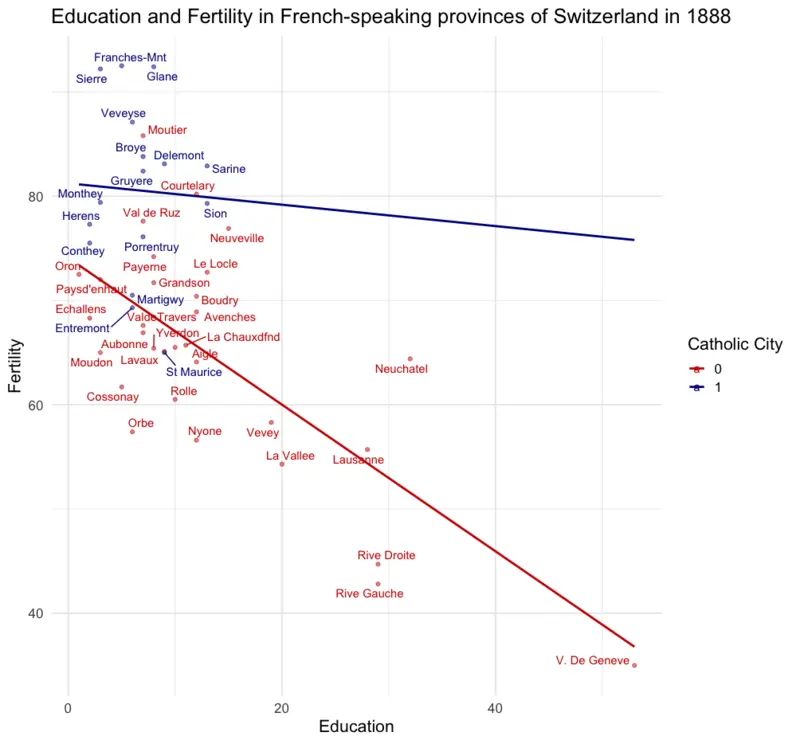 Education and Fertility in French-speaking provinces of Switzerland in 1888
Franches-Mnt
Sierre
Glane
Veveyse
Moutier
Broye
Delemont
Sarine
Gruyere
Courtelary
Monthey
80
Herens
Val de Ruz
Sion
Neuveville
Conthey
Porrentruy
Oron
Payerne
Le Locle
Paysd'enhaut
Grandson
Martigwy
Boudry
Echallens
ValdeTravers
Avenches
Entremont
Yverdon
La Chauxdfnd
Aubonne
Aigle
Moudon
Lavaux
St Maurice
Neuchatel
Catholic City
0
1
Fertility
Cossonay
Rolle
60
Orbe
Nyone
Vevey
La Vallee
Lausanne
Rive Droite
Rive Gauche
40
V. De Geneve
0
20
40
Education